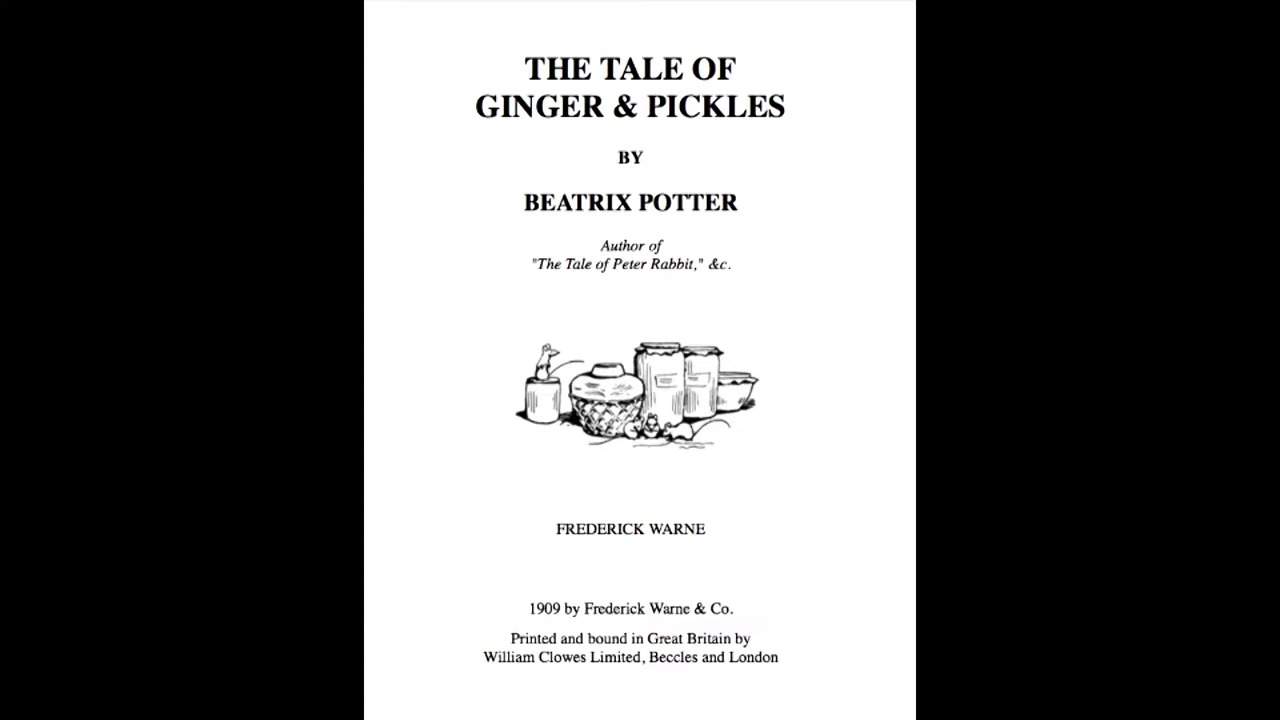 THE TALE OF
GINGER & PICKLES
BY
BEATRIX POTTER
Author of
"The Tale of Peter Rabbit," &c.
FREDERICK WARNE
1909 by Frederick Warne & Co.
Printed and bound in Great Britain by
William Clowes Limited, Beccles and London